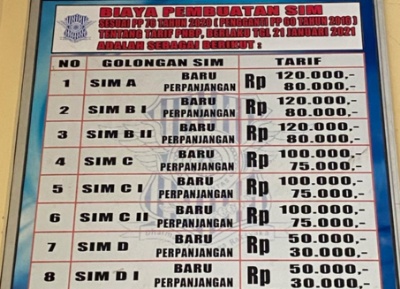 BIAYA PEMBUATAN SIM
SESUAI PP 76 TAHUN 2020 ( PENGGANTI PP 60 TAHUN 2016 )
TENTANG TARIF PNBP, BERLAKU TGL 21 JANUARI 2021
ADALAH SEBAGAI BERIKUT :
NO GOLONGAN SIM TARIF
1 SIM A BARU Rp 120.000,-
PERPANJANGAN 80.000,-
2 SIM B I BARU Rp 120.000,-
PERPANJANGAN 80.000,-
3 SIM B II BARU Rp 120.000,-
PERPANJANGAN 80.000,-
4 SIM C BARU Rp 100.000,-
PERPANJANGAN 75.000,-
5 SIM C I BARU Rp 100.000,-
PERPANJANGAN 75.000,-
6 SIM C II BARU Rp 100.000,-
PERPANJANGAN 75.000,-
7 SIM D BARU Rp 50.000,-
PERPANJANGAN 30.000,-
8 SIM D I BARU Rp 50.000,-
PERPANJANGAN 30.000,-